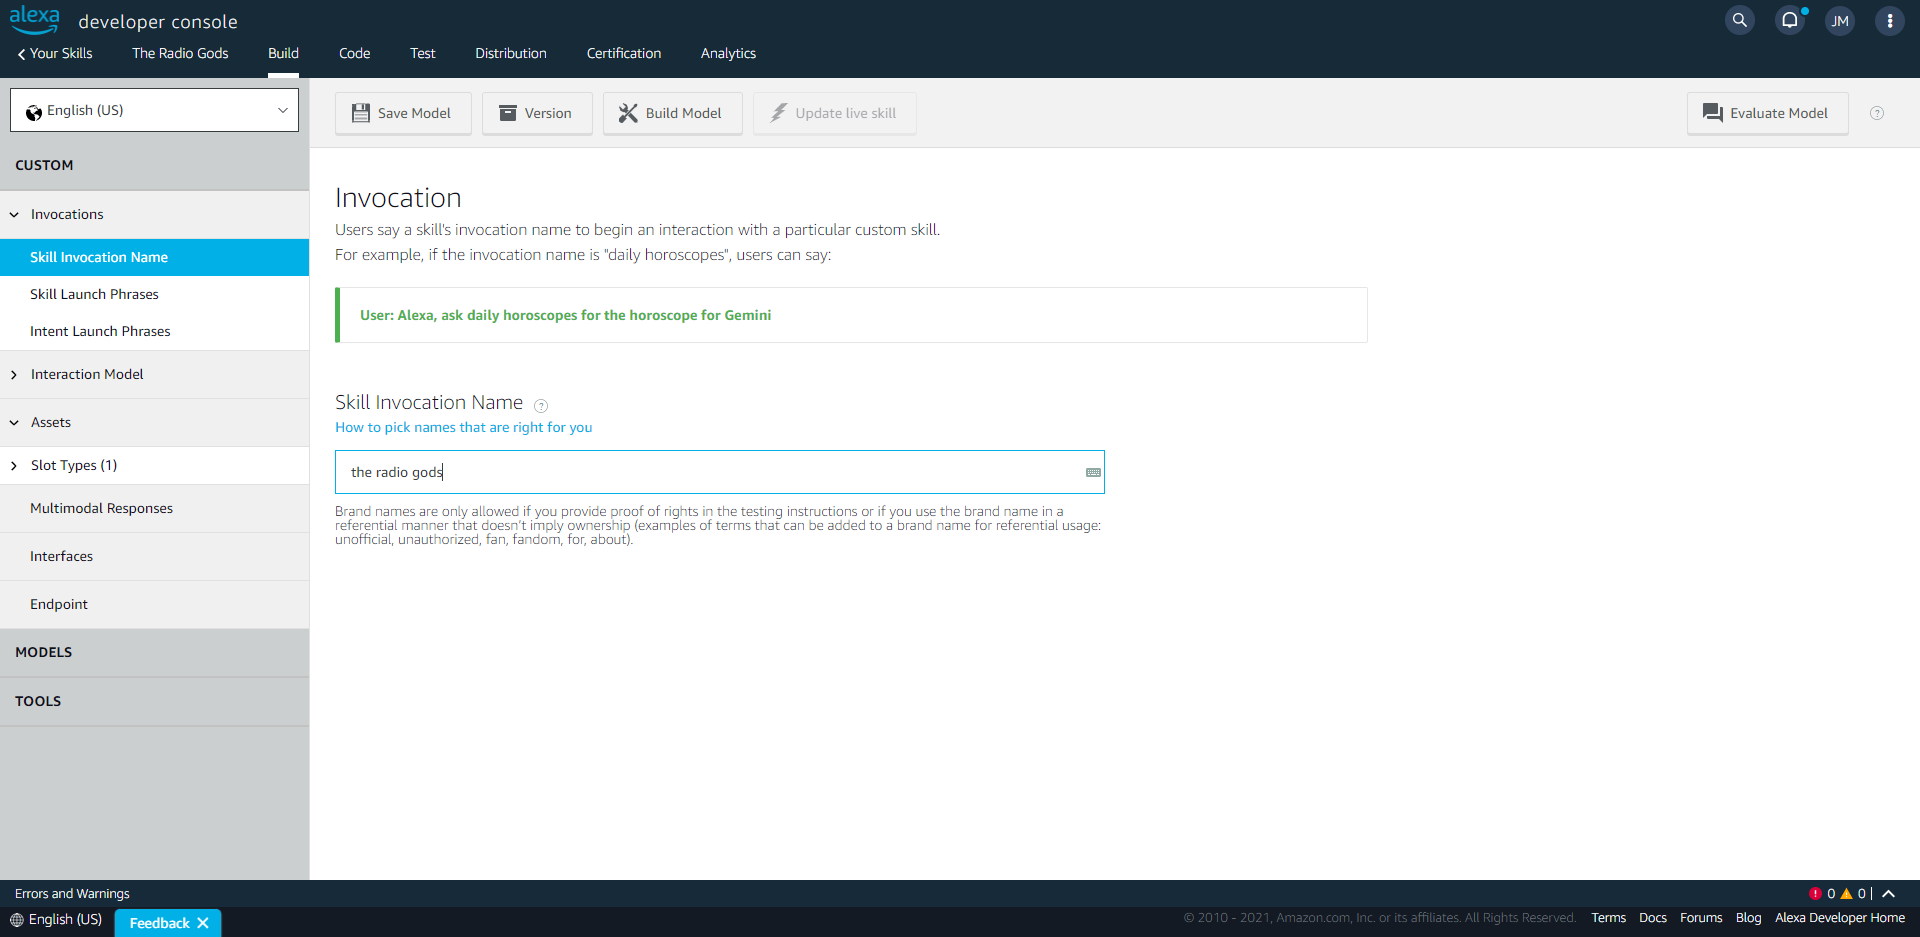 alexa developer console
JM
Your Skills The Radio Gods Build Code Test Distribution Certification Analytics
English (US)
Save Model Version Build Model Update live skill Evaluate Model ?
CUSTOM
Invocations
Skill Invocation Name
Skill Launch Phrases
Intent Launch Phrases
Interaction Model
Assets
Slot Types (1)
Multimodal Responses
Interfaces
Endpoint
MODELS
TOOLS
Invocation
Users say a skill's invocation name to begin an interaction with a particular custom skill.
For example, if the invocation name is "daily horoscopes", users can say:
User: Alexa, ask daily horoscopes for the horoscope for Gemini
Skill Invocation Name ?
How to pick names that are right for you
the radio gods
Brand names are only allowed if you provide proof of rights in the testing instructions or if you use the brand name in a
referential manner that doesn't imply ownership (examples of terms that can be added to a brand name for referential usage:
unofficial, unauthorized, fan, fandom, for, about).
Errors and Warnings 0 0
English (US) Feedback © 2010 - 2021, Amazon.com, Inc. or its affiliates. All Rights Reserved. Terms Docs Forums Blog Alexa Developer Home